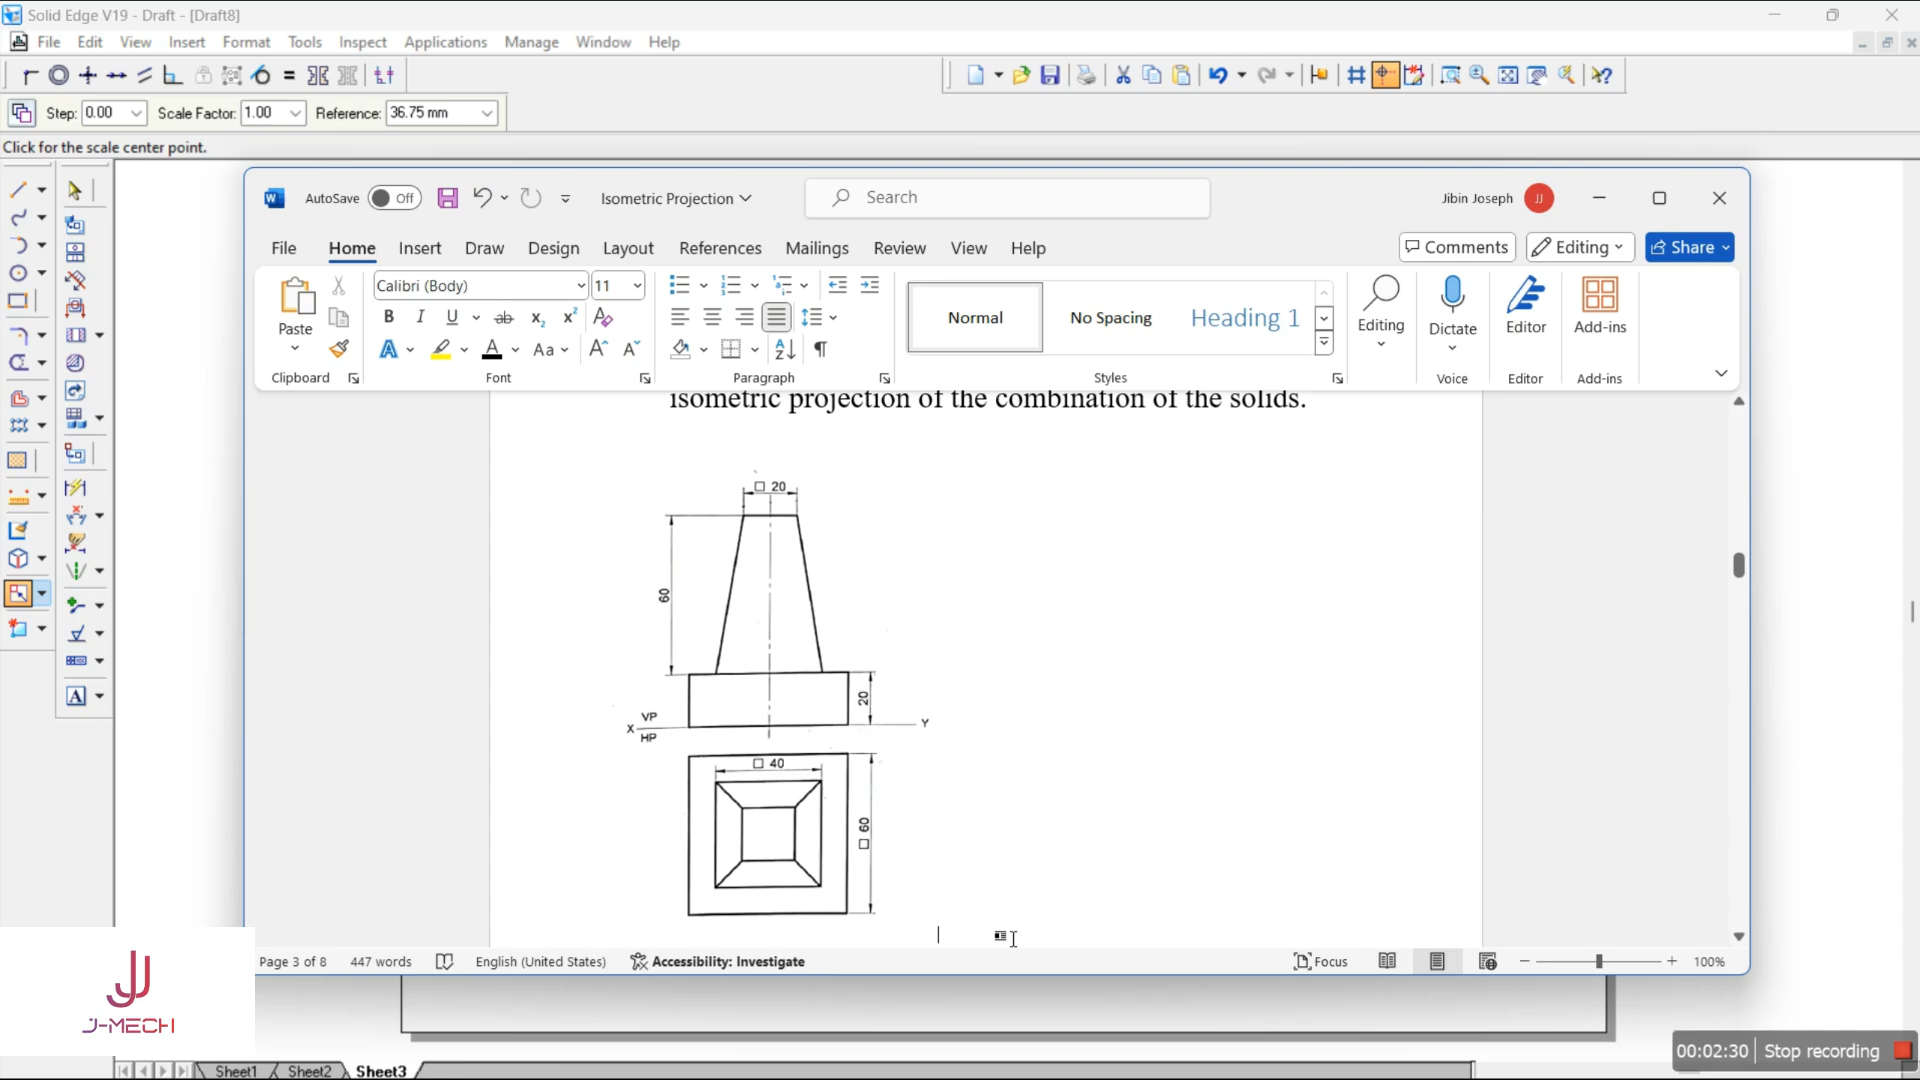 Solid Edge V19 - Draft - [Draft8]
File Edit View Insert Format Tools Inspect Applications Manage Window Help
Step: 0.00 Scale Factor: 1.00 Reference: 36.75 mm
Click for the scale center point.
AutoSave Off Isometric Projection Search Jibin Joseph JJ
File Home Insert Draw Design Layout References Mailings Review View Help Comments Editing Share
Calibri (Body) 11
Paste
Normal No Spacing Heading 1
Editing Dictate Editor Add-ins
Clipboard Font Paragraph Styles Voice Editor Add-ins
isometric projection of the combination of the solids.
□ 20
60
20
VP
X Y
HP
□ 40
□ 60
A
Page 3 of 8 447 words English (United States) Accessibility: Investigate Focus 100%
J-MECH
00:02:30 Stop recording
Sheet1 Sheet2 Sheet3